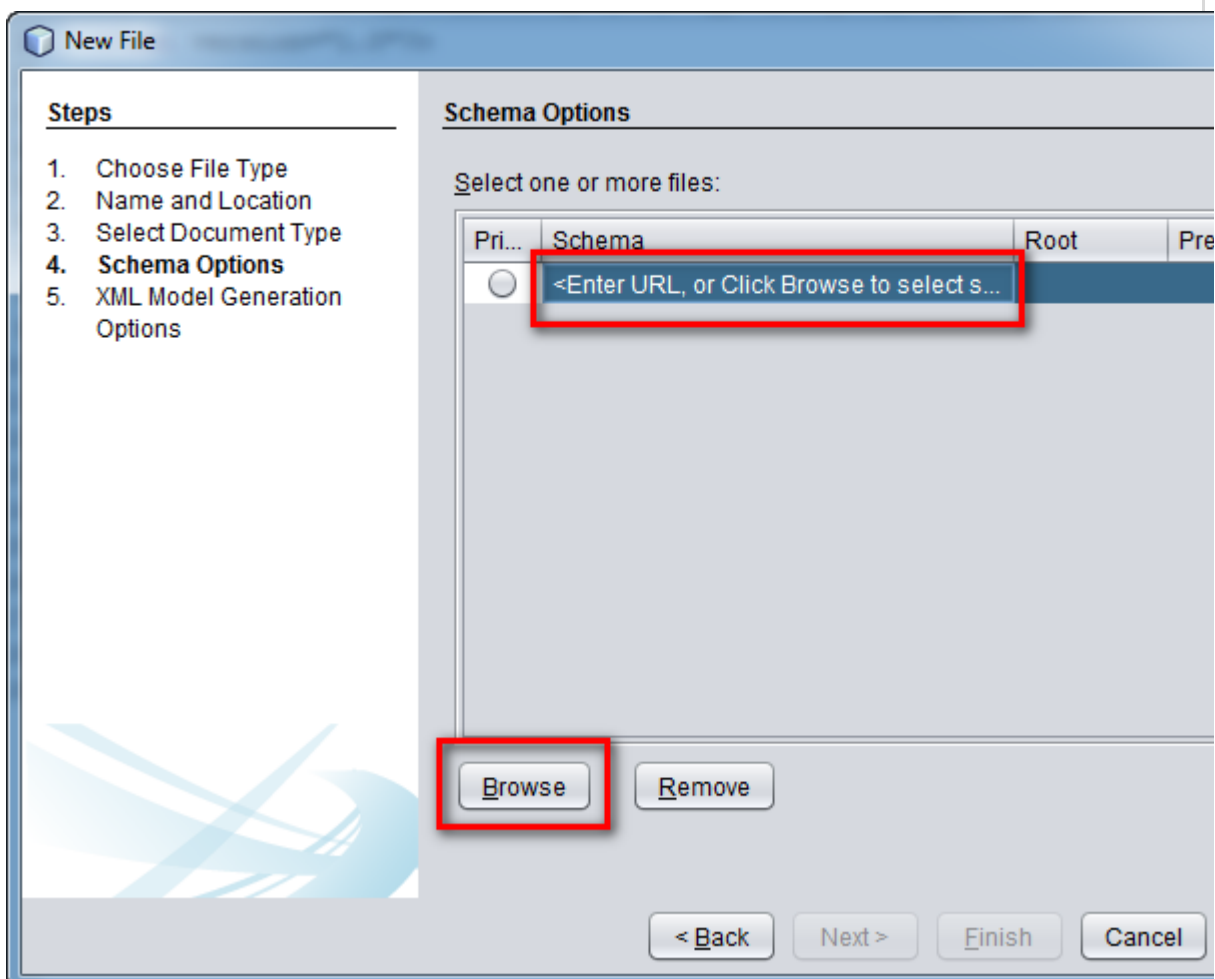 New File
Steps
1. Choose File Type
2. Name and Location
3. Select Document Type
4. Schema Options
5. XML Model Generation
Options
Schema Options
Select one or more files:
Pri... Schema Root Pre
<Enter URL, or Click Browse to select s...
Browse Remove
< Back Next > Finish Cancel